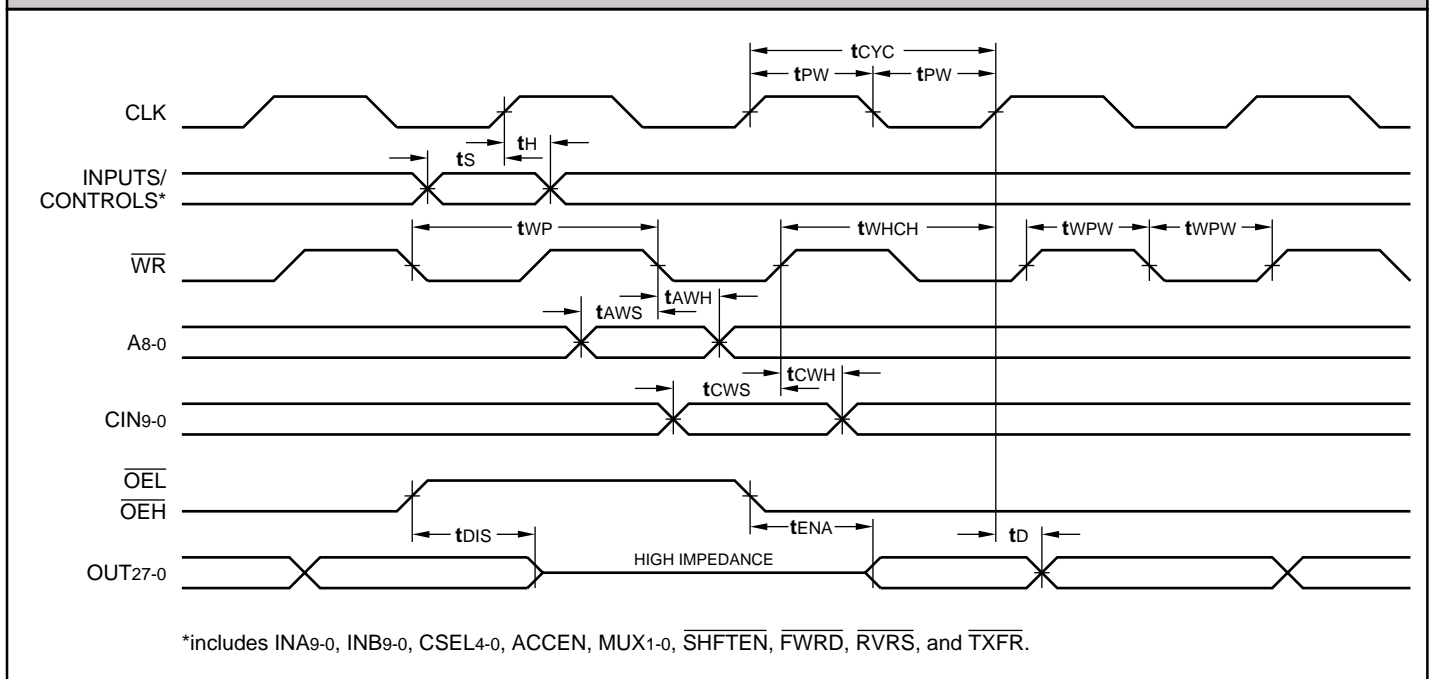 tCYC
tPW tPW
CLK
tH
tS
INPUTS/
CONTROLS*
tWP tWHCH tWPW tWPW
WR
tAWH
tAWS
A8-0
tCWH
tCWS
CIN9-0
OEL
OEH
tDIS tENA tD
HIGH IMPEDANCE
OUT27-0
*includes INA9-0, INB9-0, CSEL4-0, ACCEN, MUX1-0, SHFTEN, FWRD, RVRS, and TXFR.